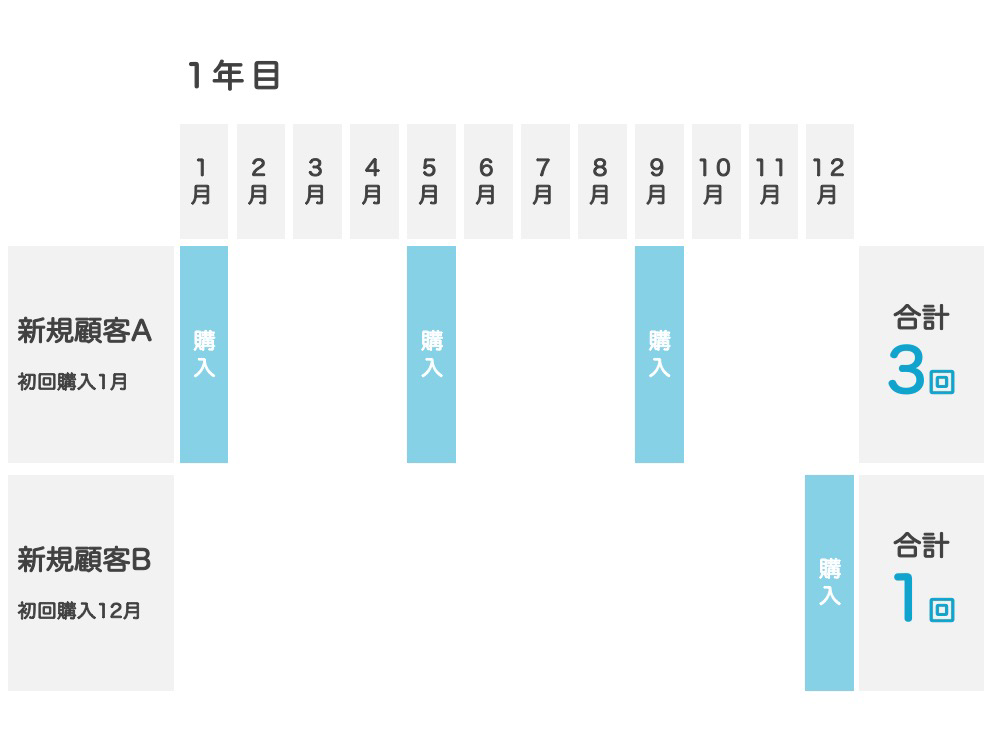 1年目
1月 2月 3月 4月 5月 6月 7月 8月 9月 10月 11月 12月
新規顧客A
初回購入1月
購入
購入
購入
合計
3回
新規顧客B
初回購入12月
購入
合計
1回